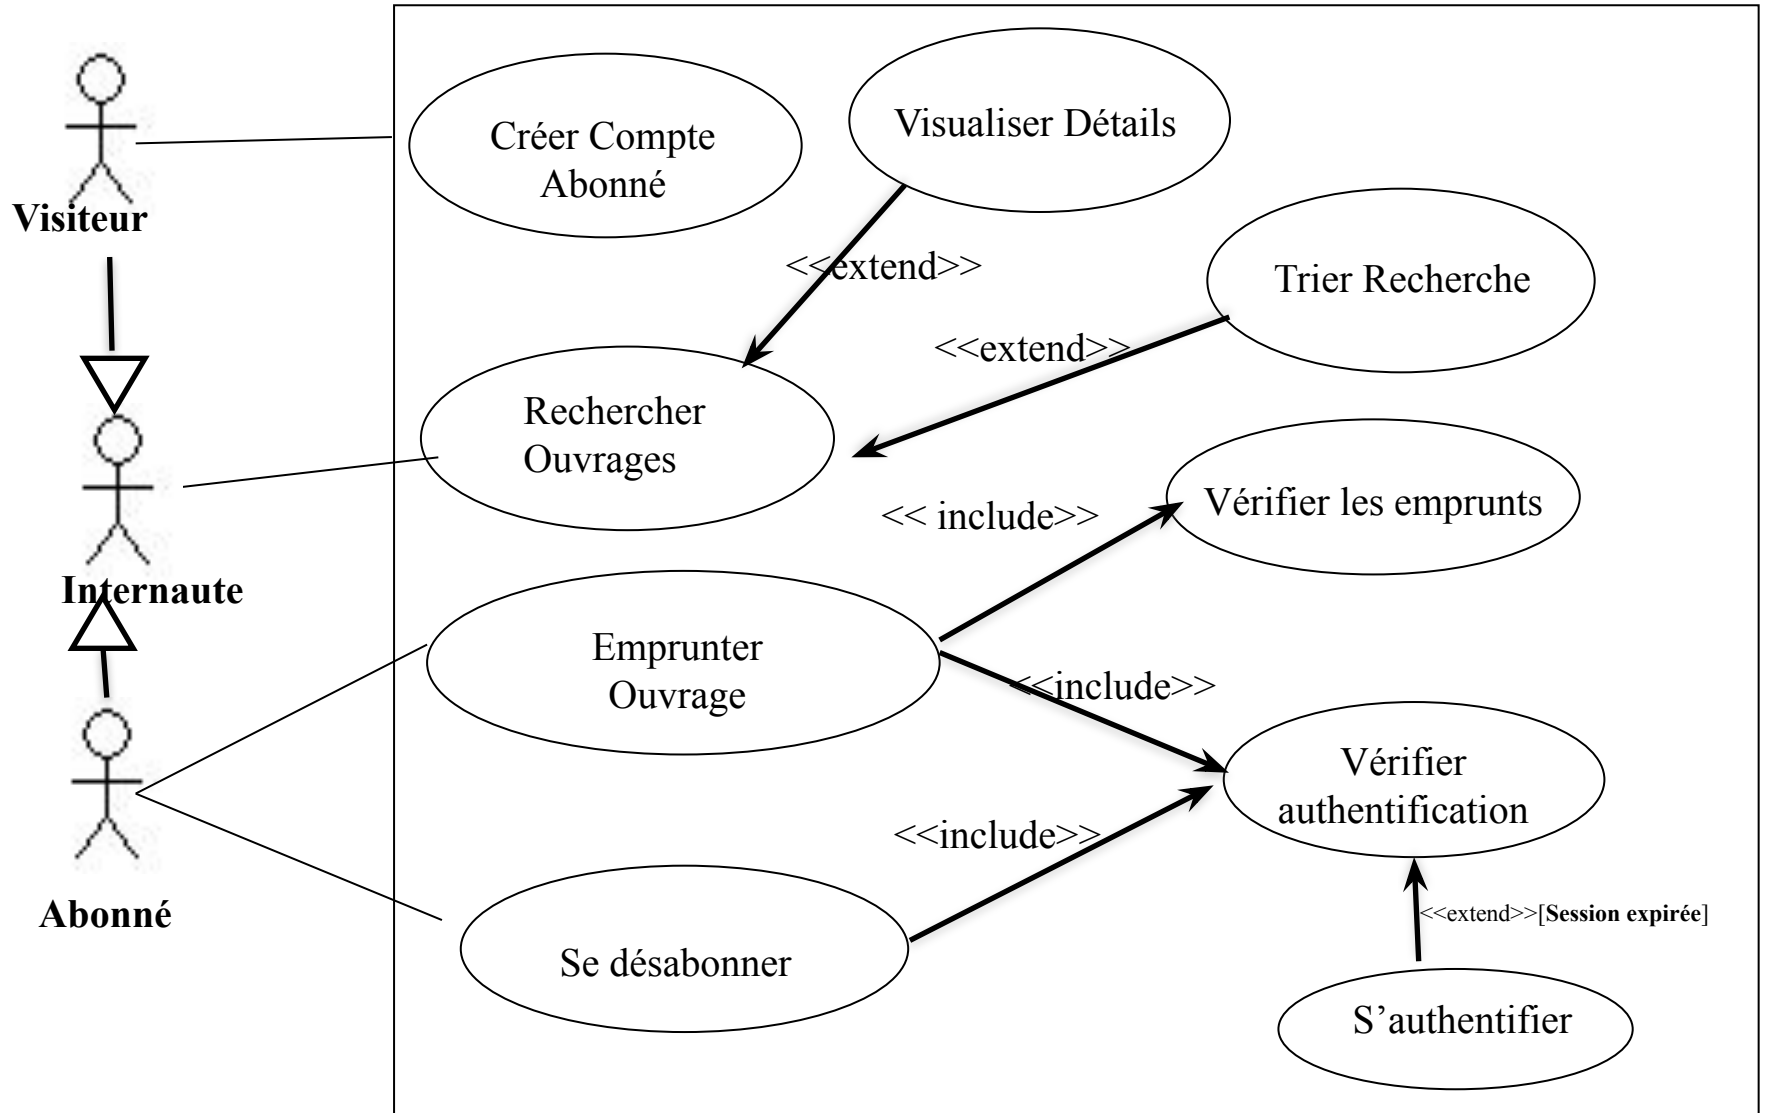 Visiteur
Créer Compte
Abonné
Visualiser Détails
<<extend>>
Trier Recherche
<<extend>>
Rechercher
Ouvrages
Internaute
<< include>>
Vérifier les emprunts
Emprunter
Ouvrage
<<include>>
Vérifier
authentification
<<include>>
Abonné
<<extend>>[Session expirée]
Se désabonner
S’authentifier